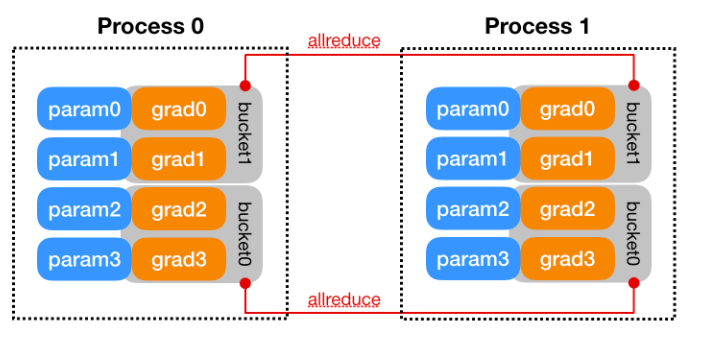 Process 0
Process 1
allreduce
param0 grad0
param1 grad1
bucket1
param2 grad2
param3 grad3
bucket0
param0 grad0
param1 grad1
bucket1
param2 grad2
param3 grad3
bucket0
allreduce